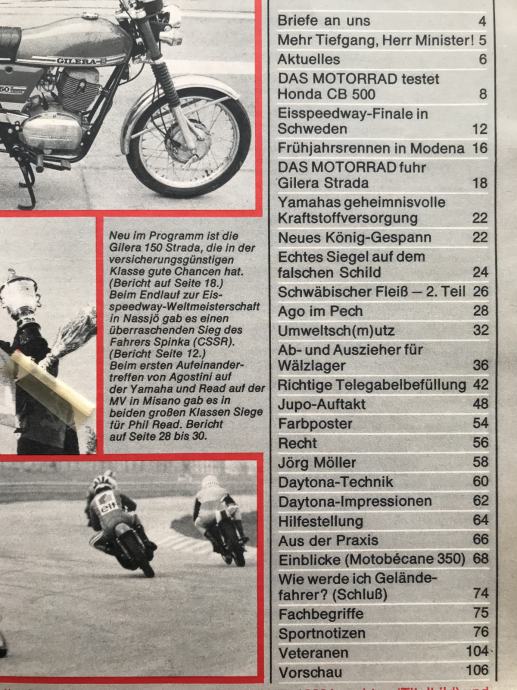 GILERA
150
Neu im Programm ist die
Gilera 150 Strada, die in der
versicherungsgünstigen
Klasse gute Chancen hat.
(Bericht auf Seite 18.)
Beim Endlauf zur Eis-
speedway-Weltmeisterschaft
in Nassjö gab es einen
überraschenden Sieg des
Fahrers Spinka (CSSR).
(Bericht Seite 12.)
Beim ersten Aufeinander-
treffen von Agostini auf
der Yamaha und Read auf der
MV in Misano gab es in
beiden großen Klassen Siege
für Phil Read. Bericht
auf Seite 28 bis 30.
elf
Briefe an uns 4
Mehr Tiefgang, Herr Minister! 5
Aktuelles 6
DAS MOTORRAD testet
Honda CB 500 8
Eisspeedway-Finale in
Schweden 12
Frühjahrsrennen in Modena 16
DAS MOTORRAD fuhr
Gilera Strada 18
Yamahas geheimnisvolle
Kraftstoffversorgung 22
Neues König-Gespann 22
Echtes Siegel auf dem
falschen Schild 24
Schwäbischer Fleiß – 2. Teil 26
Ago im Pech 28
Umweltsch(m)utz 32
Ab- und Auszieher für
Wälzlager 36
Richtige Telegabelbefüllung 42
Jupo-Auftakt 48
Farbposter 54
Recht 56
Jörg Möller 58
Daytona-Technik 60
Daytona-Impressionen 62
Hilfestellung 64
Aus der Praxis 66
Einblicke (Motobécane 350) 68
Wie werde ich Gelände-
fahrer? (Schluß) 74
Fachbegriffe 75
Sportnotizen 76
Veteranen 104
Vorschau 106